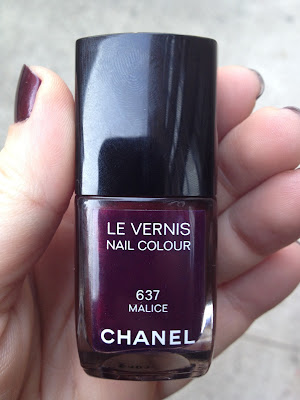 LE VERNIS
NAIL COLOUR
637
MALICE
CHANEL